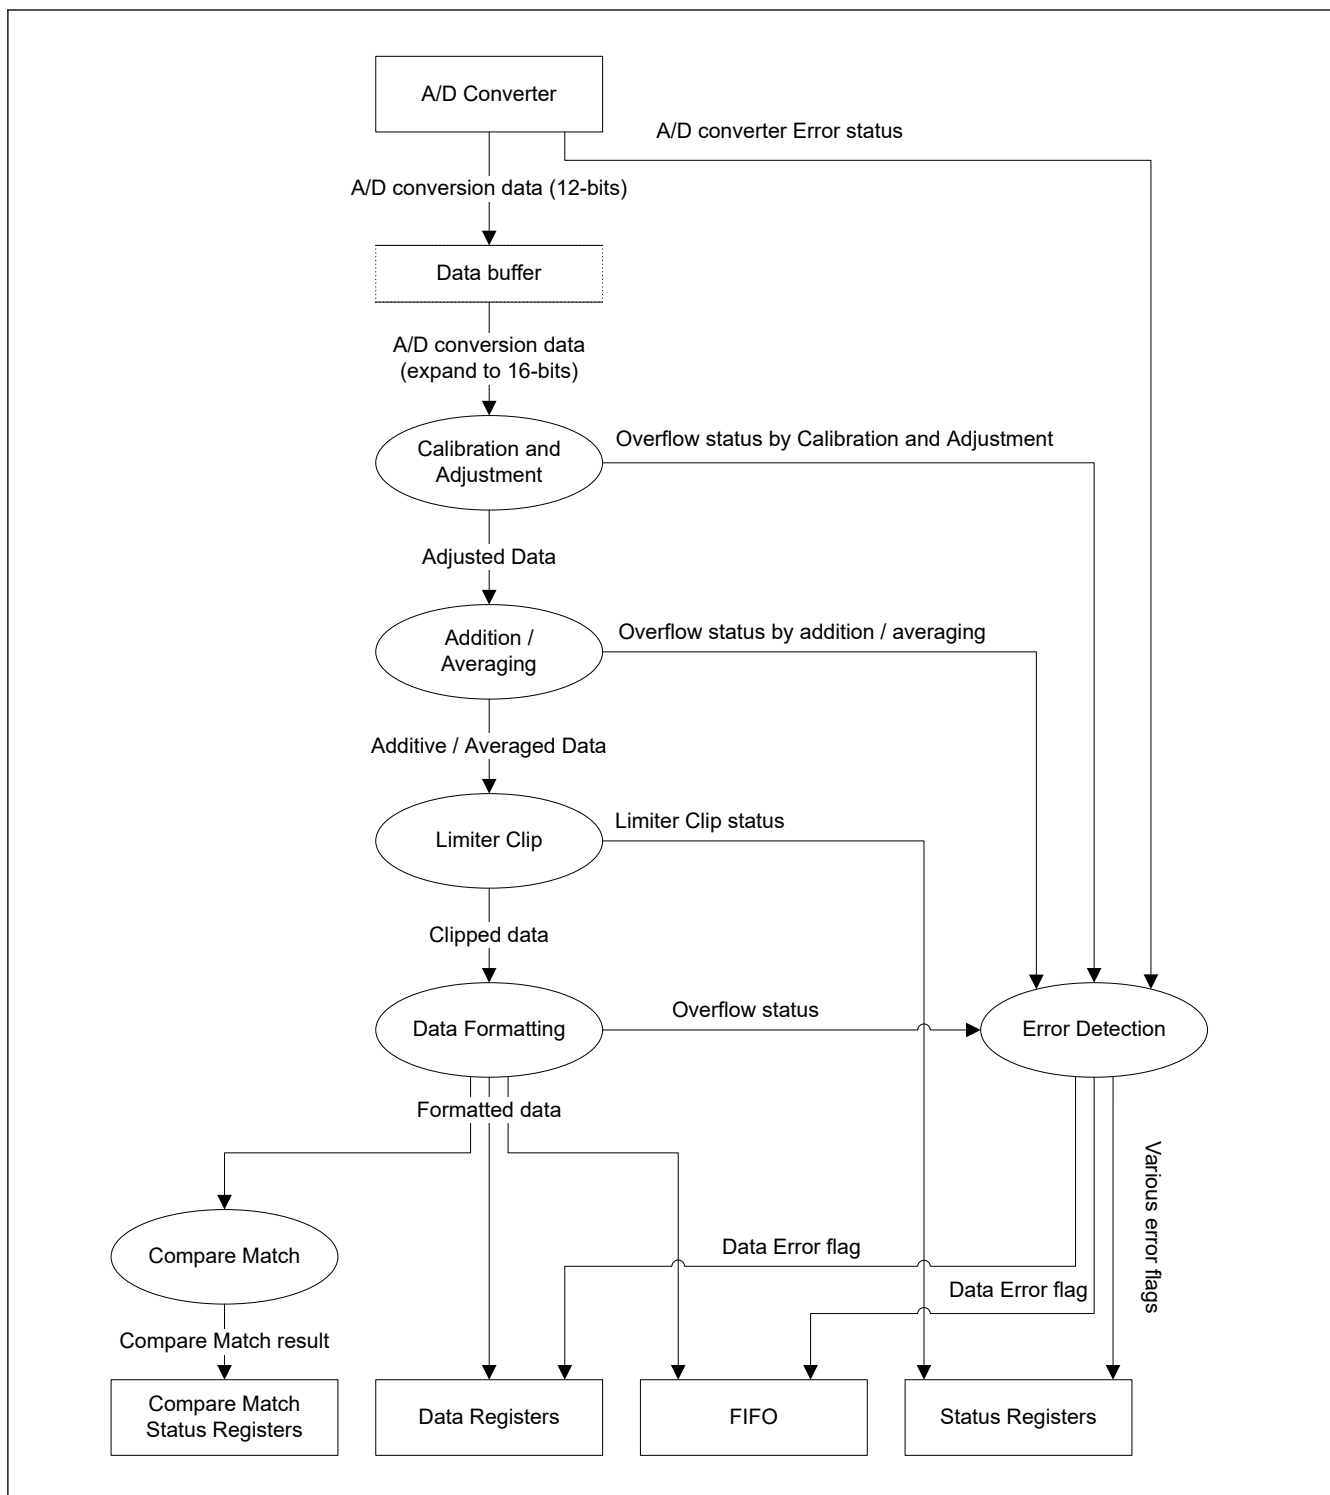 A/D Converter
A/D converter Error status
A/D conversion data (12-bits)
Data buffer
A/D conversion data
(expand to 16-bits)
Calibration and
Adjustment
Overflow status by Calibration and Adjustment
Adjusted Data
Addition /
Averaging
Overflow status by addition / averaging
Additive / Averaged Data
Limiter Clip
Limiter Clip status
Clipped data
Data Formatting
Overflow status
Error Detection
Formatted data
Various error flags
Compare Match
Data Error flag
Data Error flag
Compare Match result
Compare Match
Status Registers
Data Registers
FIFO
Status Registers